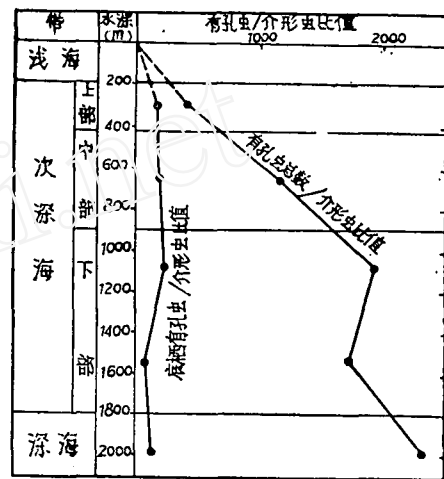 带
水深
(m)
有孔虫/介形虫比值
1000
2000
浅海
200
400
600
800
1000
1200
1400
1600
1800
2000
上
部
次
深
海
中
部
下
部
深海
有孔虫总数/介形虫比值
底栖有孔虫/介形虫比值